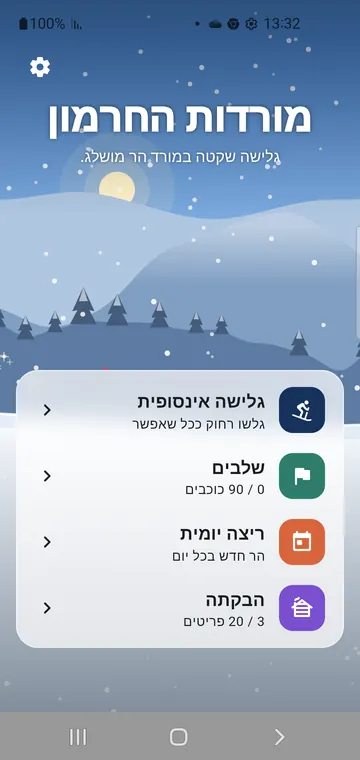 100% 13:32
מורדות החרמון
גלישה שקטה במורד הר מושלג.
גלישה אינסופית
גלשו רחוק ככל שאפשר
שלבים
0 / 90 כוכבים
ריצה יומית
הר חדש בכל יום
הבקתה
3 / 20 פריטים